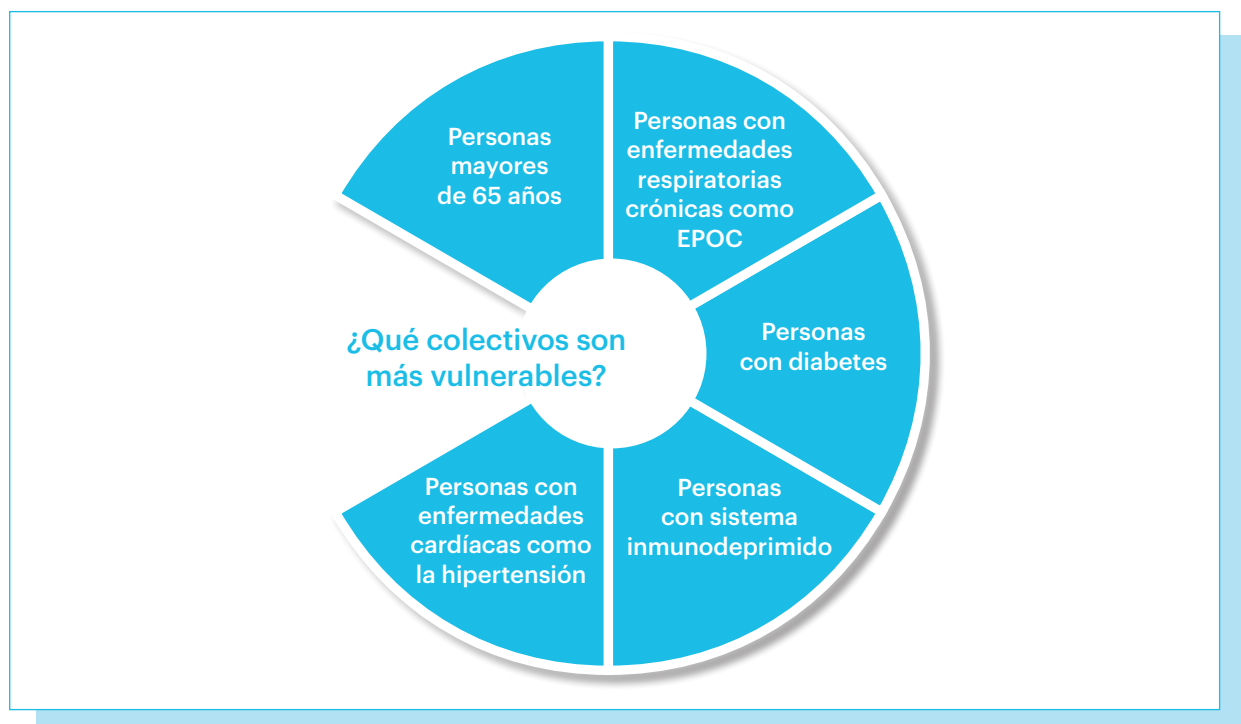 ¿Qué colectivos son
más vulnerables?
Personas
mayores
de 65 años
Personas con
enfermedades
respiratorias
crónicas como
EPOC
Personas
con diabetes
Personas
con sistema
inmunodeprimido
Personas con
enfermedades
cardíacas como
la hipertensión